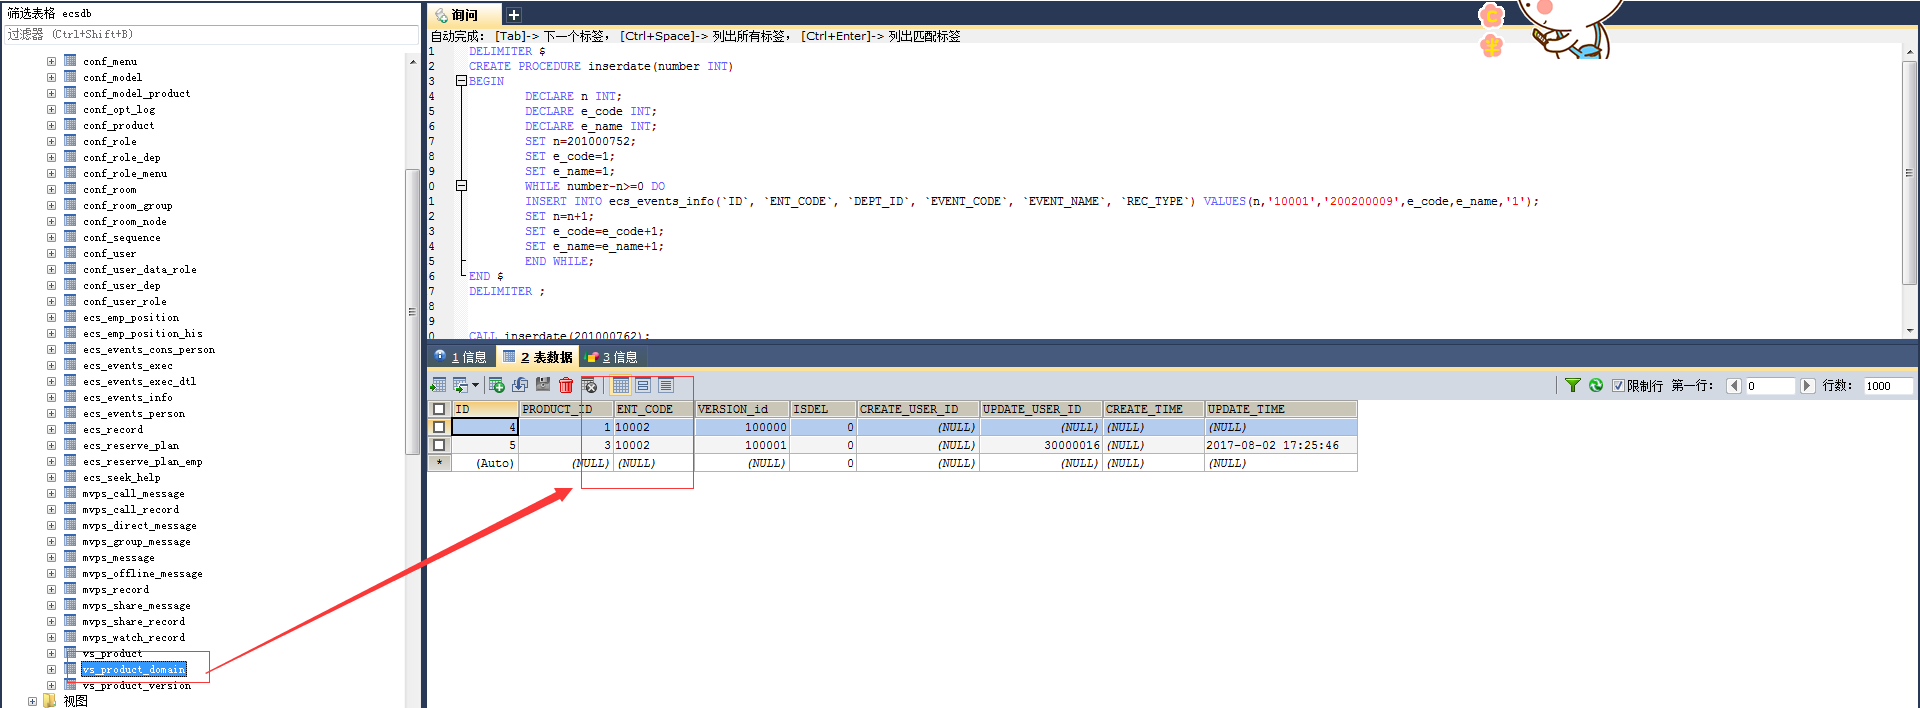 筛选表格 ecsdb
过滤器 (Ctrl+Shift+B)
conf_menu
conf_model
conf_model_product
conf_opt_log
conf_product
conf_role
conf_role_dep
conf_role_menu
conf_room
conf_room_group
conf_room_node
conf_sequence
conf_user
conf_user_data_role
conf_user_dep
conf_user_role
ecs_emp_position
ecs_emp_position_his
ecs_events_cons_person
ecs_events_exec
ecs_events_exec_dtl
ecs_events_info
ecs_events_person
ecs_record
ecs_reserve_plan
ecs_reserve_plan_emp
ecs_seek_help
mvps_call_message
mvps_call_record
mvps_direct_message
mvps_group_message
mvps_message
mvps_offline_message
mvps_record
mvps_share_message
mvps_share_record
mvps_watch_record
vs_product
vs_product_domain
vs_product_version
视图
询问
自动完成: [Tab]-> 下一个标签, [Ctrl+Space]-> 列出所有标签, [Ctrl+Enter]-> 列出匹配标签
1 DELIMITER $
2 CREATE PROCEDURE inserdate(number INT)
3 BEGIN
4 DECLARE n INT;
5 DECLARE e_code INT;
6 DECLARE e_name INT;
7 SET n=201000752;
8 SET e_code=1;
9 SET e_name=1;
0 WHILE number-n>=0 DO
1 INSERT INTO ecs_events_info(`ID`, `ENT_CODE`, `DEPT_ID`, `EVENT_CODE`, `EVENT_NAME`, `REC_TYPE`) VALUES(n,'10001','200200009',e_code,e_name,'1');
2 SET n=n+1;
3 SET e_code=e_code+1;
4 SET e_name=e_name+1;
5 END WHILE;
6 END $
7 DELIMITER ;
8
9
0 CALL inserdate(201000762);
1 信息 2 表数据 3 信息
限制行 第一行: 0 行数: 1000
ID PRODUCT_ID ENT_CODE VERSION_id ISDEL CREATE_USER_ID UPDATE_USER_ID CREATE_TIME UPDATE_TIME
4 1 10002 100000 0 (NULL) (NULL) (NULL) (NULL)
5 3 10002 100001 0 (NULL) 30000016 (NULL) 2017-08-02 17:25:46
* (Auto) (NULL) (NULL) (NULL) 0 (NULL) (NULL) (NULL) (NULL)